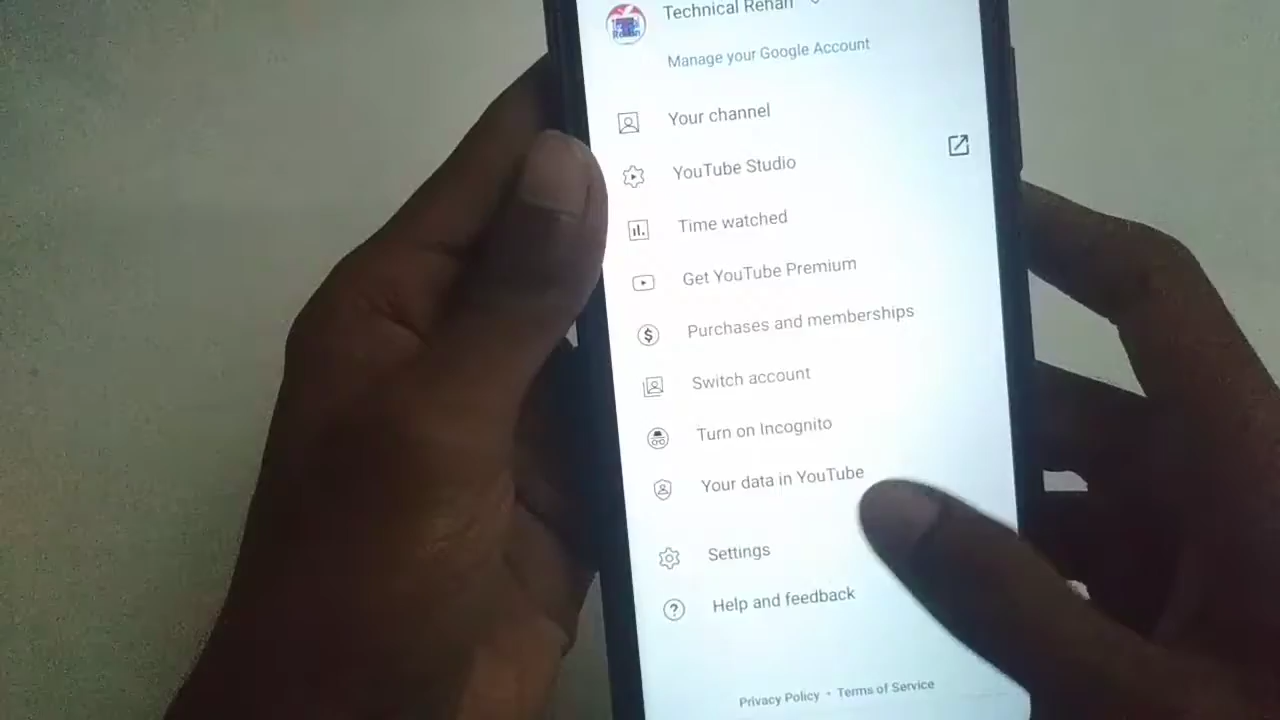 Technical Rehan
Manage your Google Account
Your channel
YouTube Studio
Time watched
Get YouTube Premium
Purchases and memberships
Switch account
Turn on Incognito
Your data in YouTube
Settings
Help and feedback
Privacy Policy • Terms of Service